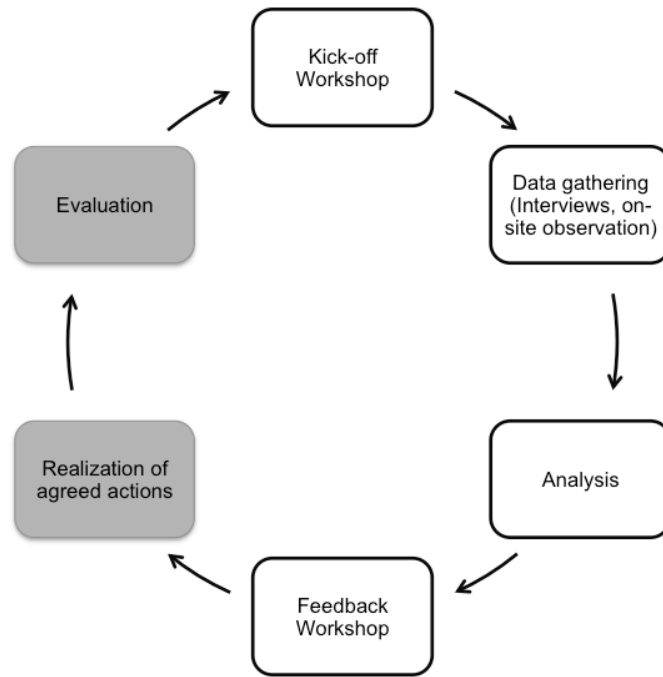 Kick-off
Workshop
Data gathering
(Interviews, on-
site observation)
Analysis
Feedback
Workshop
Realization of
agreed actions
Evaluation